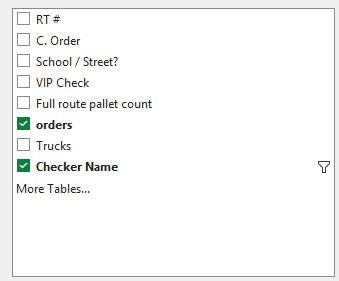 RT #
C. Order
School / Street?
VIP Check
Full route pallet count
orders
Trucks
Checker Name
More Tables...